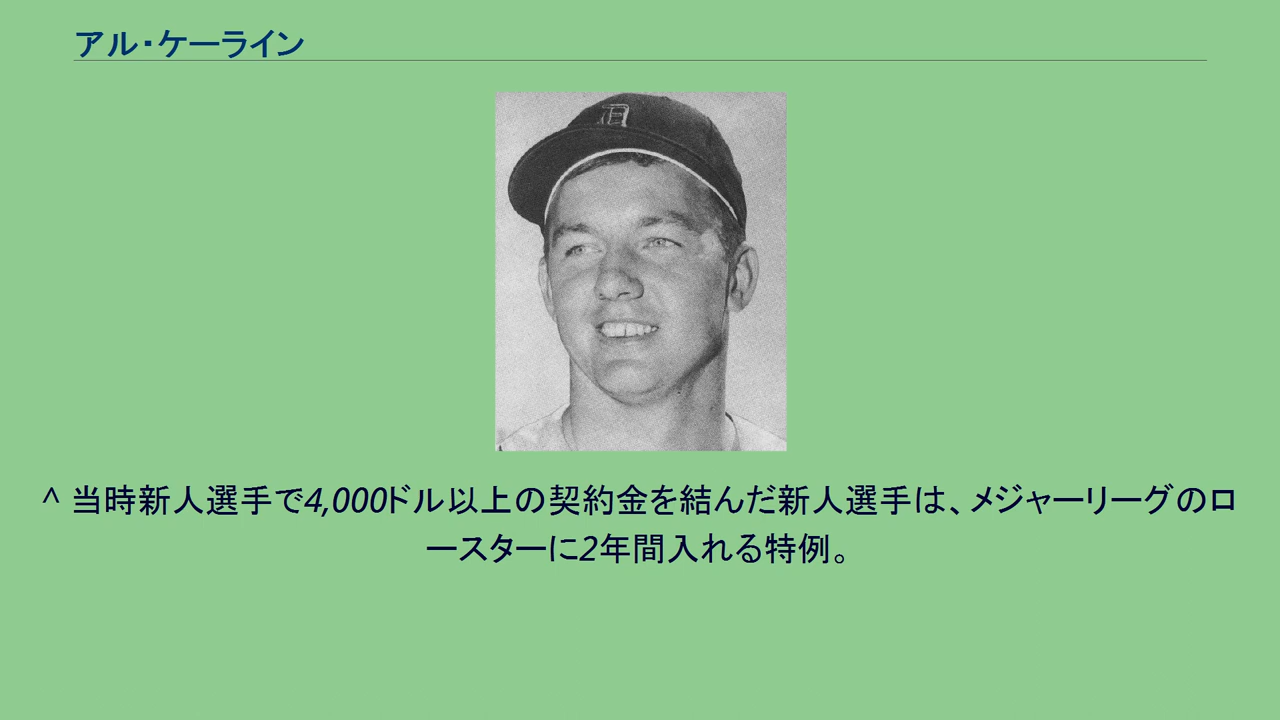 アル・ケーライン
^ 当時新人選手で4,000ドル以上の契約金を結んだ新人選手は、メジャーリーグのロ
ースターに2年間入れる特例。